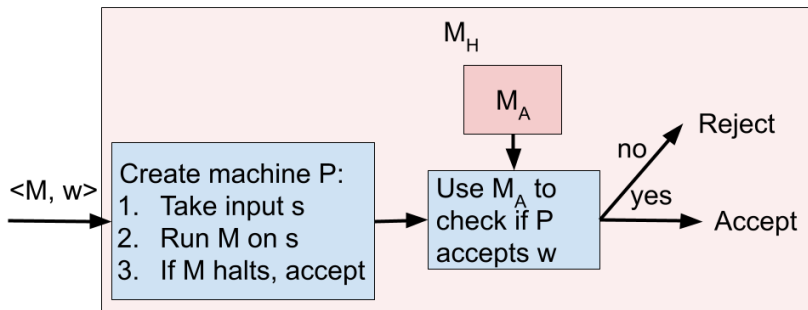 M_H
M_A
<M, w>
Create machine P:
1. Take input s
2. Run M on s
3. If M halts, accept
Use M_A to
check if P
accepts w
no
Reject
yes
Accept